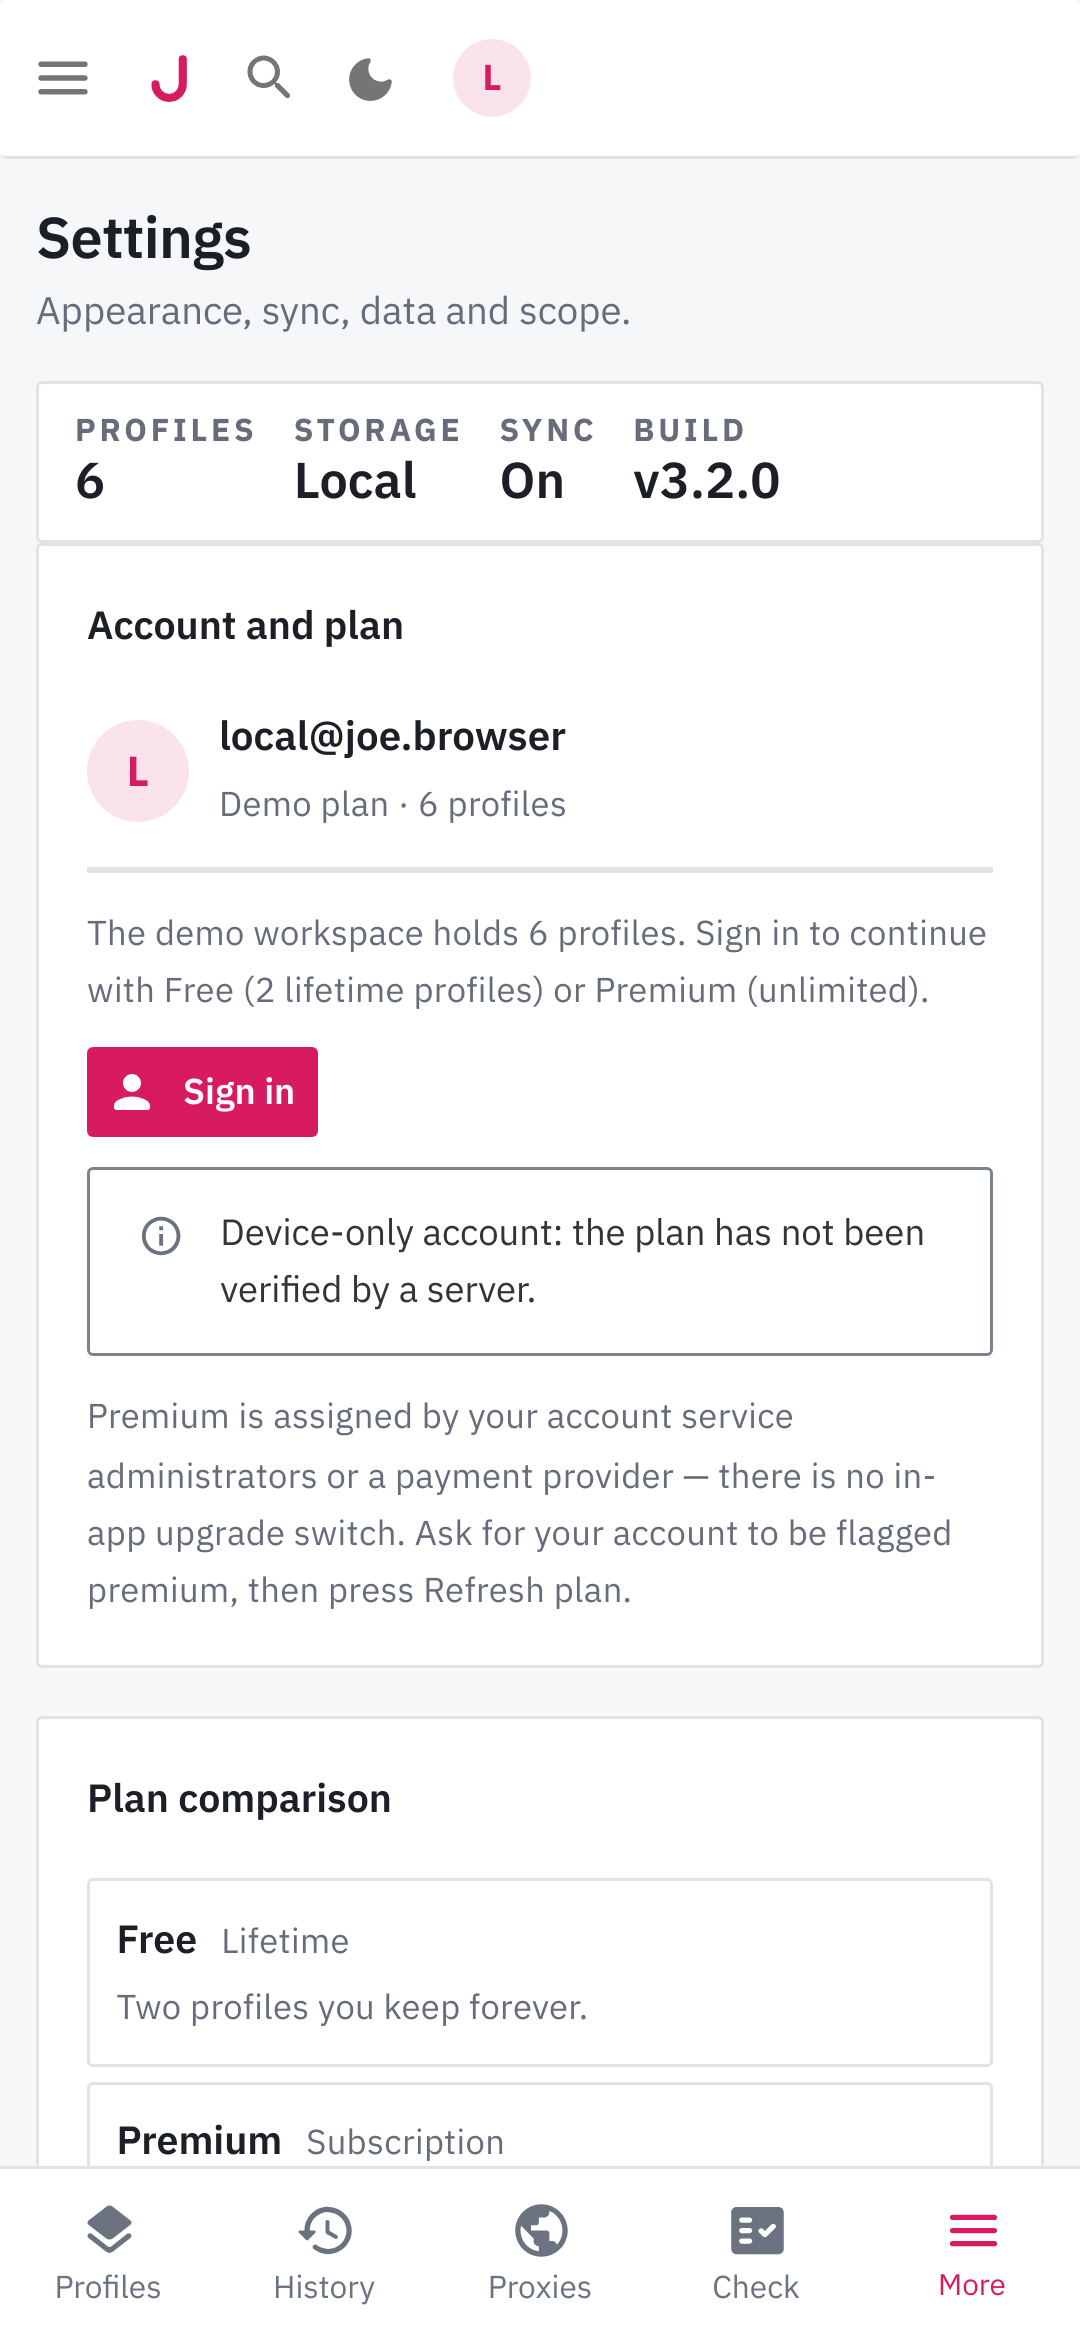 L
Settings
Appearance, sync, data and scope.
PROFILES STORAGE SYNC BUILD
6 Local On v3.2.0
Account and plan
L
local@joe.browser
Demo plan · 6 profiles
The demo workspace holds 6 profiles. Sign in to continue
with Free (2 lifetime profiles) or Premium (unlimited).
Sign in
Device-only account: the plan has not been
verified by a server.
Premium is assigned by your account service
administrators or a payment provider — there is no in-
app upgrade switch. Ask for your account to be flagged
premium, then press Refresh plan.
Plan comparison
Free Lifetime
Two profiles you keep forever.
Premium Subscription
Profiles History Proxies Check More